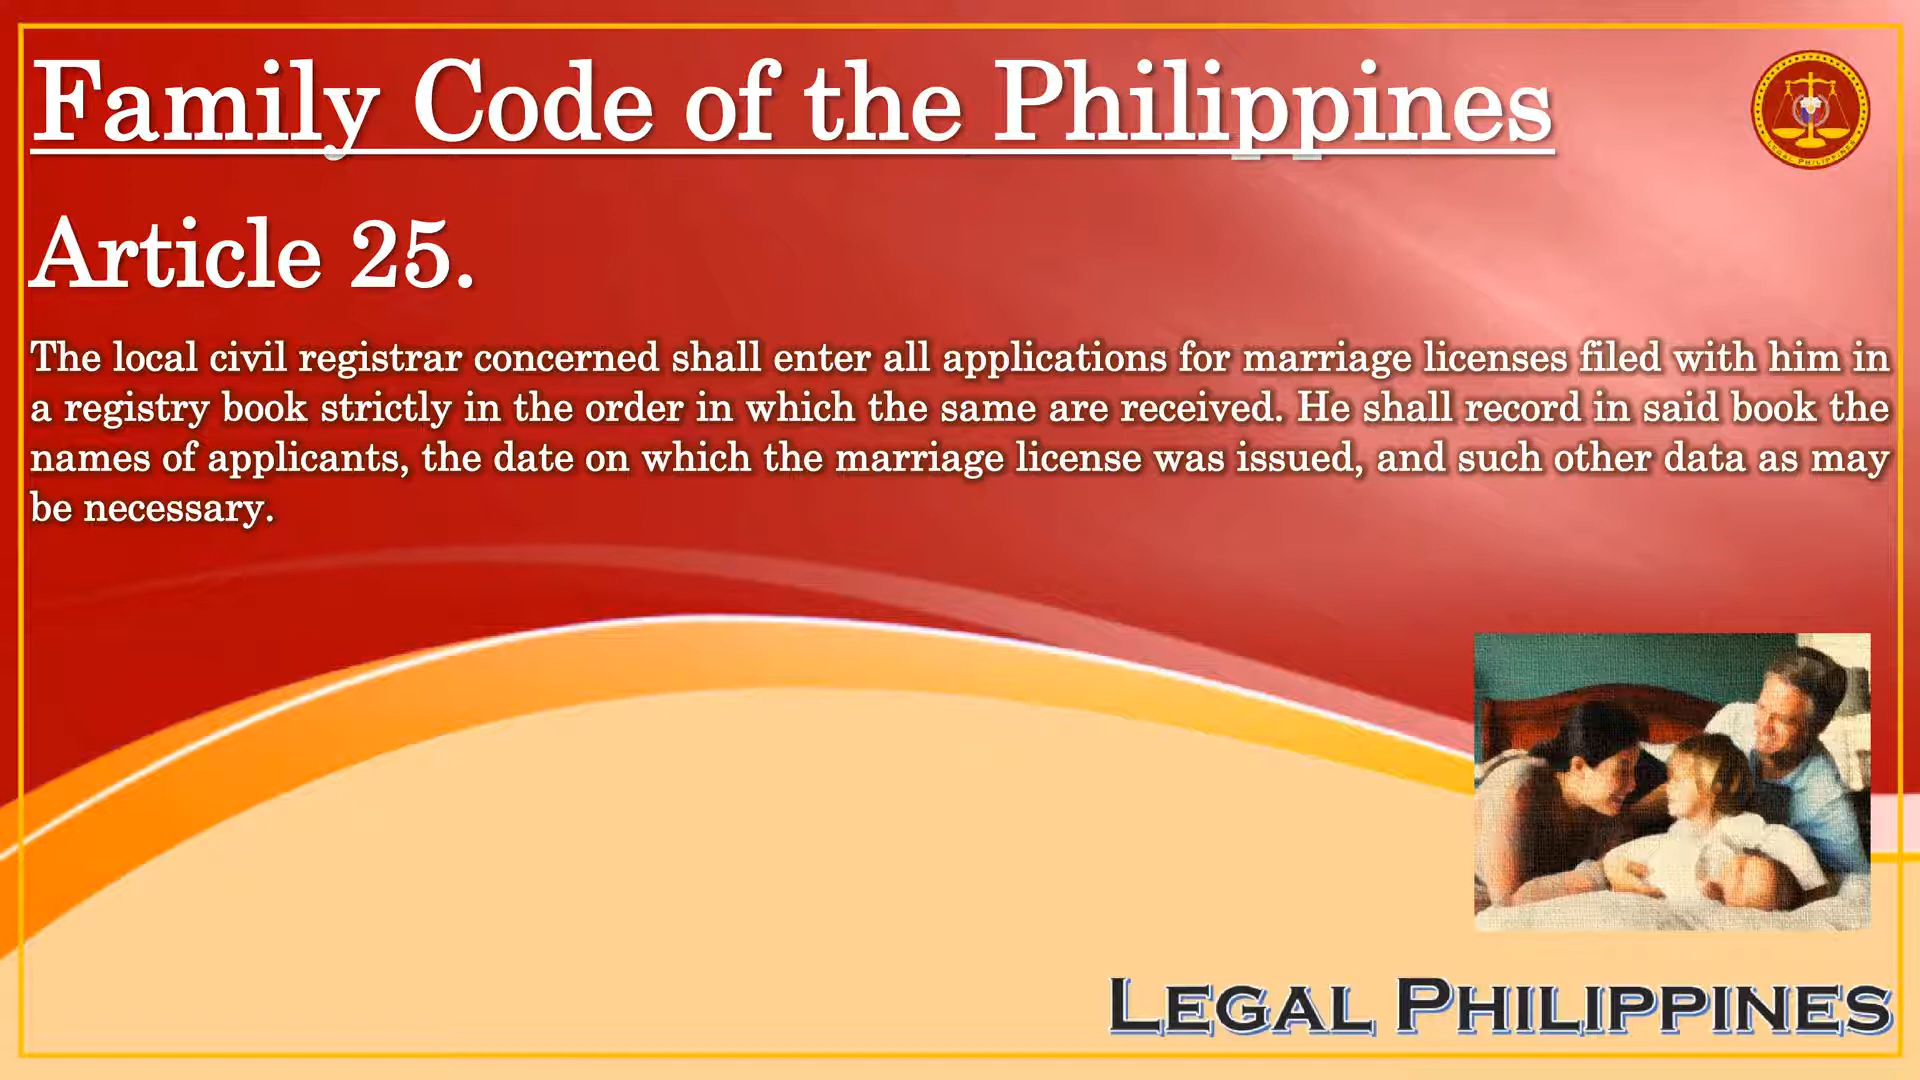 Family Code of the Philippines
Article 25.
The local civil registrar concerned shall enter all applications for marriage licenses filed with him in
a registry book strictly in the order in which the same are received. He shall record in said book the
names of applicants, the date on which the marriage license was issued, and such other data as may
be necessary.
LEGAL PHILIPPINES
LEGAL PHILIPPINES